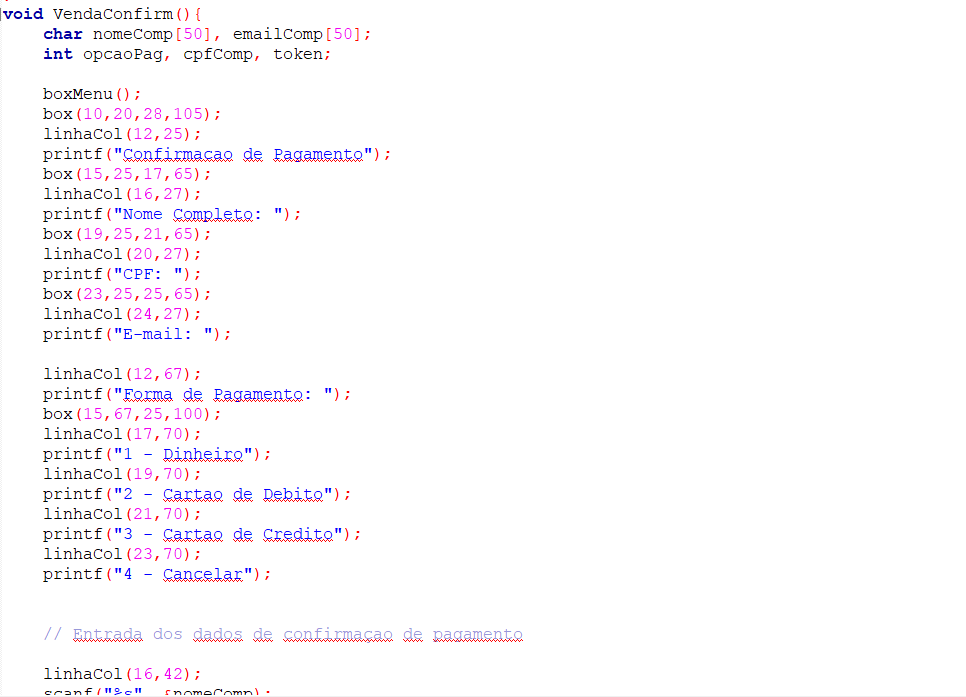 void VendaConfirm(){
char nomeComp[50], emailComp[50];
int opcaoPag, cpfComp, token;
boxMenu();
box(10,20,28,105);
linhaCol(12,25);
printf("Confirmacao de Pagamento");
box(15,25,17,65);
linhaCol(16,27);
printf("Nome Completo: ");
box(19,25,21,65);
linhaCol(20,27);
printf("CPF: ");
box(23,25,25,65);
linhaCol(24,27);
printf("E-mail: ");
linhaCol(12,67);
printf("Forma de Pagamento: ");
box(15,67,25,100);
linhaCol(17,70);
printf("1 - Dinheiro");
linhaCol(19,70);
printf("2 - Cartao de Debito");
linhaCol(21,70);
printf("3 - Cartao de Credito");
linhaCol(23,70);
printf("4 - Cancelar");
// Entrada dos dados de confirmacao de pagamento
linhaCol(16,42);
scanf("%s", &nomeComp);